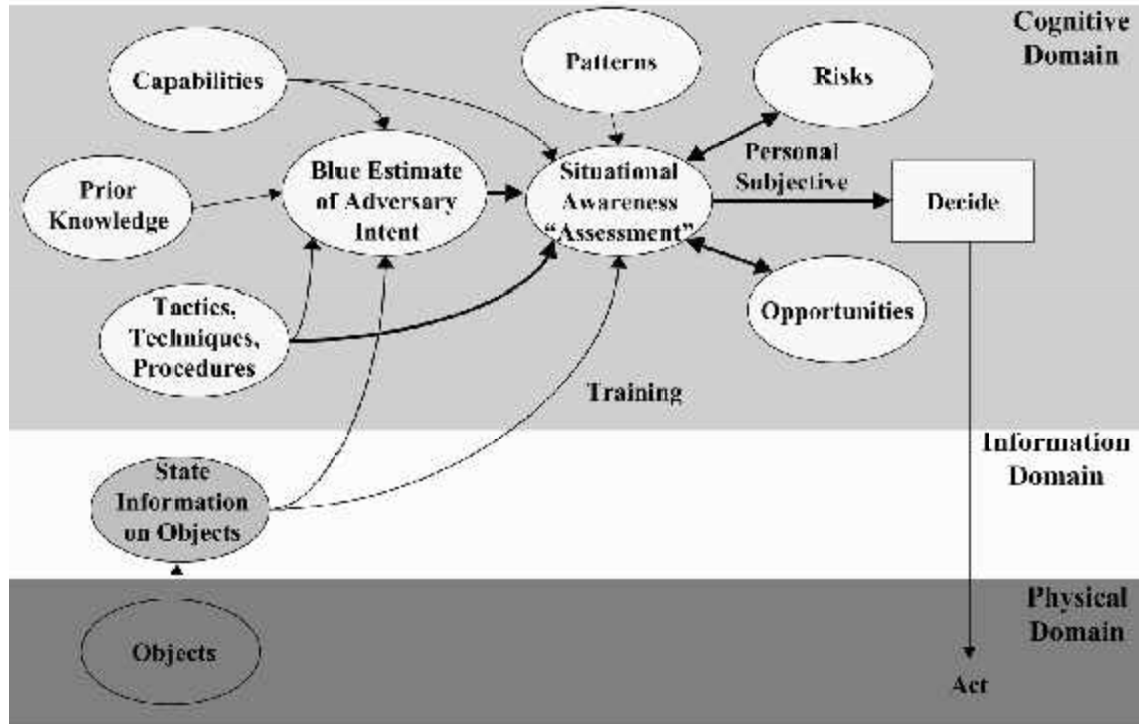 Cognitive
Domain
Patterns
Capabilities
Risks
Prior
Knowledge
Blue Estimate
of Adversary
Intent
Situational
Awareness
“Assessment”
Personal
Subjective
Decide
Tactics,
Techniques,
Procedures
Opportunities
Training
Information
Domain
State
Information
on Objects
Physical
Domain
Objects
Act